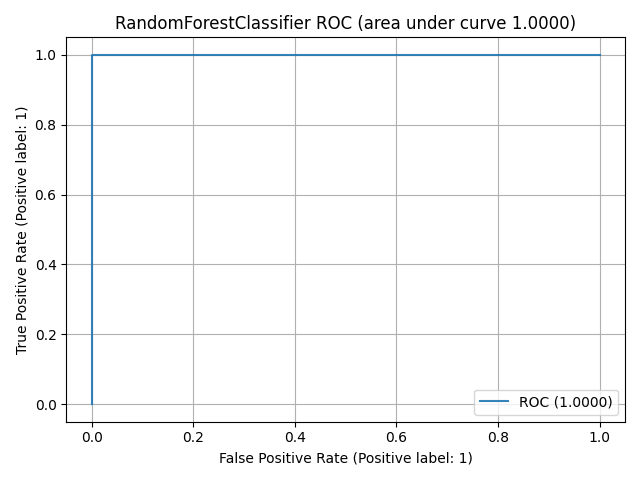 RandomForestClassifier ROC (area under curve 1.0000)
True Positive Rate (Positive label: 1)
1.0
0.8
0.6
0.4
0.2
0.0
ROC (1.0000)
0.0 0.2 0.4 0.6 0.8 1.0
False Positive Rate (Positive label: 1)